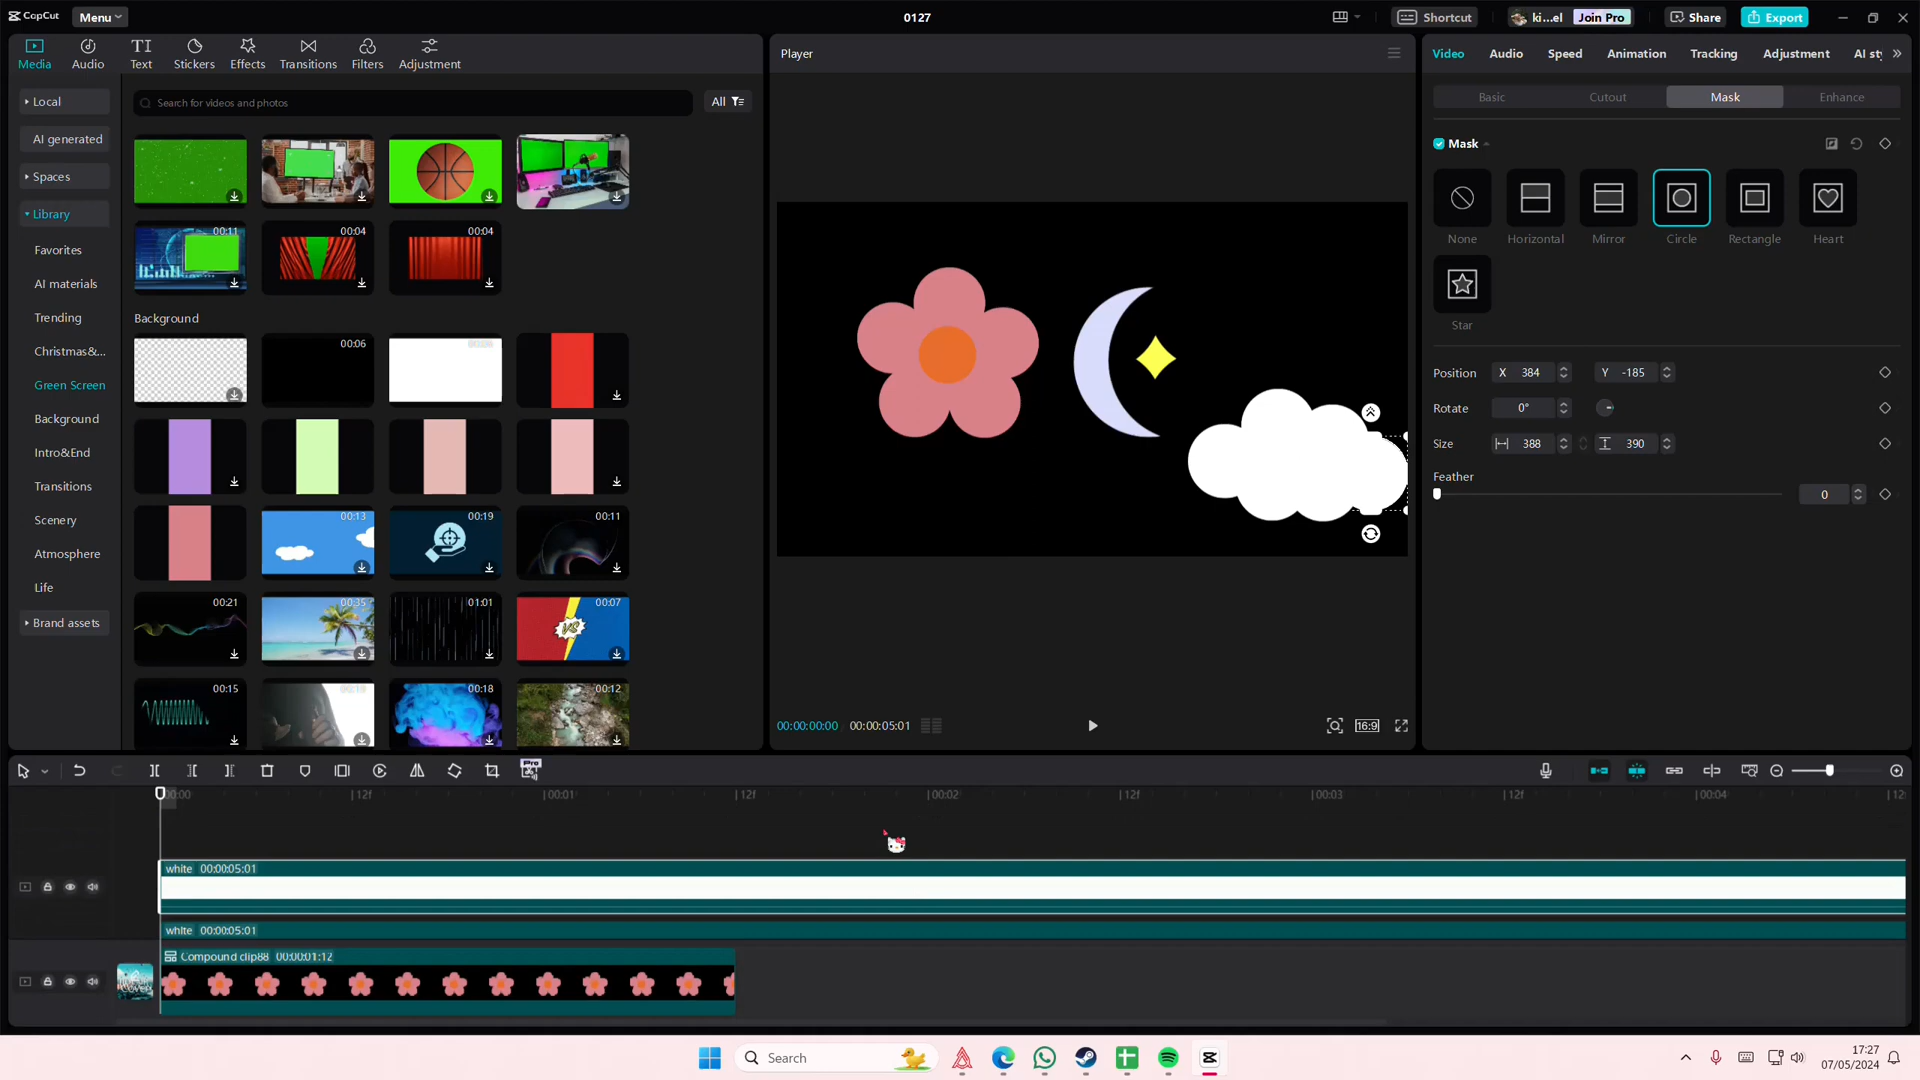 CapCut
Menu
0127
Shortcut
ki...el
Join Pro
Share
Export
Media
Audio
Text
Stickers
Effects
Transitions
Filters
Adjustment
Player
Video
Audio
Speed
Animation
Tracking
Adjustment
AI sty
Local
AI generated
Spaces
Library
Favorites
AI materials
Trending
Christmas&...
Green Screen
Background
Intro&End
Transitions
Scenery
Atmosphere
Life
Brand assets
Search for videos and photos
All
00:11
00:04
00:04
Background
00:06
00:13
00:19
00:11
00:21
00:35
01:01
00:07
VS
00:15
00:18
00:12
Basic
Cutout
Mask
Enhance
Mask
None
Horizontal
Mirror
Circle
Rectangle
Heart
Star
Position
X 384
Y -185
Rotate
0°
Size
388
390
Feather
0
00:00:00:00
00:00:05:01
16:9
Pro
00:00
12f
00:01
12f
00:02
12f
00:03
12f
00:04
white 00:00:05:01
white 00:00:05:01
Compound clip88 00:00:01:12
Search
17:27
07/05/2024